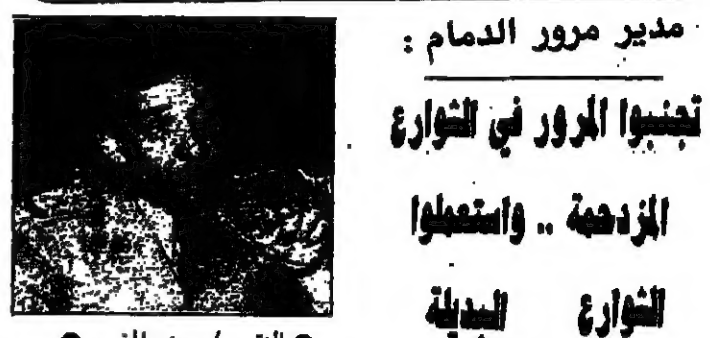 مدير مرور الدمام :
تجنبوا المرور في الشوارع
المزدحمة .. واستعملوا
الشوارع البديلة